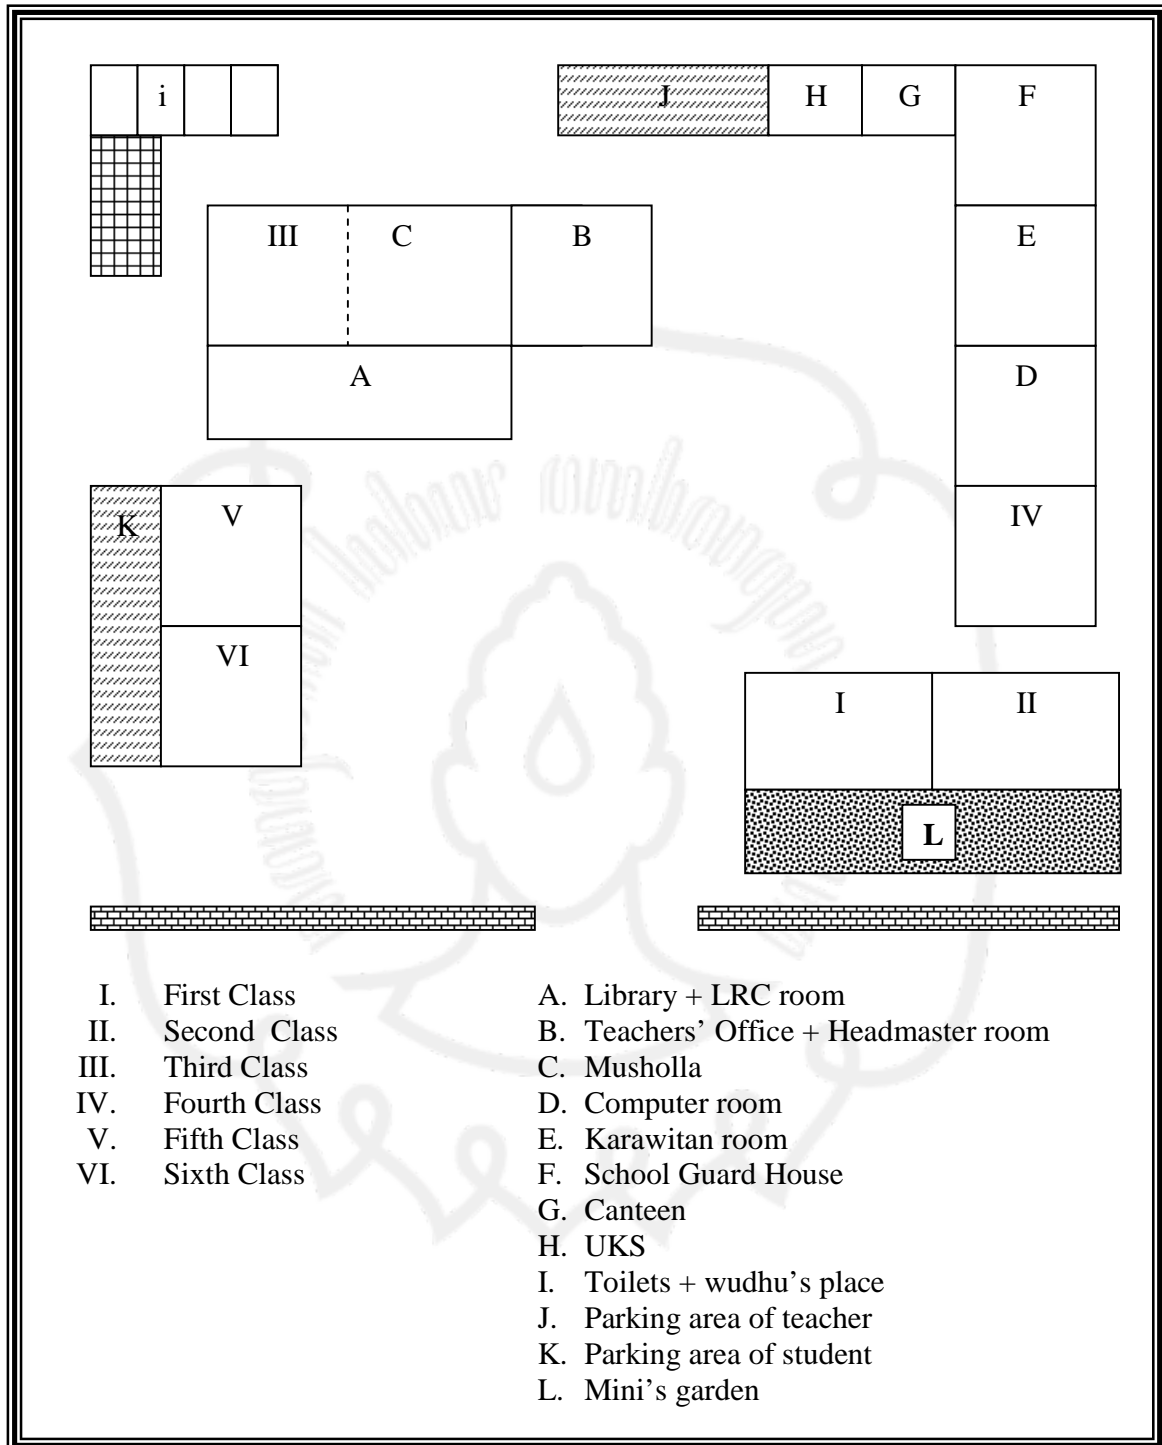 i
J
H
G
F
III
C
B
E
A
D
K
V
IV
VI
I
II
L
I. First Class
II. Second Class
III. Third Class
IV. Fourth Class
V. Fifth Class
VI. Sixth Class
A. Library + LRC room
B. Teachers' Office + Headmaster room
C. Musholla
D. Computer room
E. Karawitan room
F. School Guard House
G. Canteen
H. UKS
I. Toilets + wudhu's place
J. Parking area of teacher
K. Parking area of student
L. Mini's garden